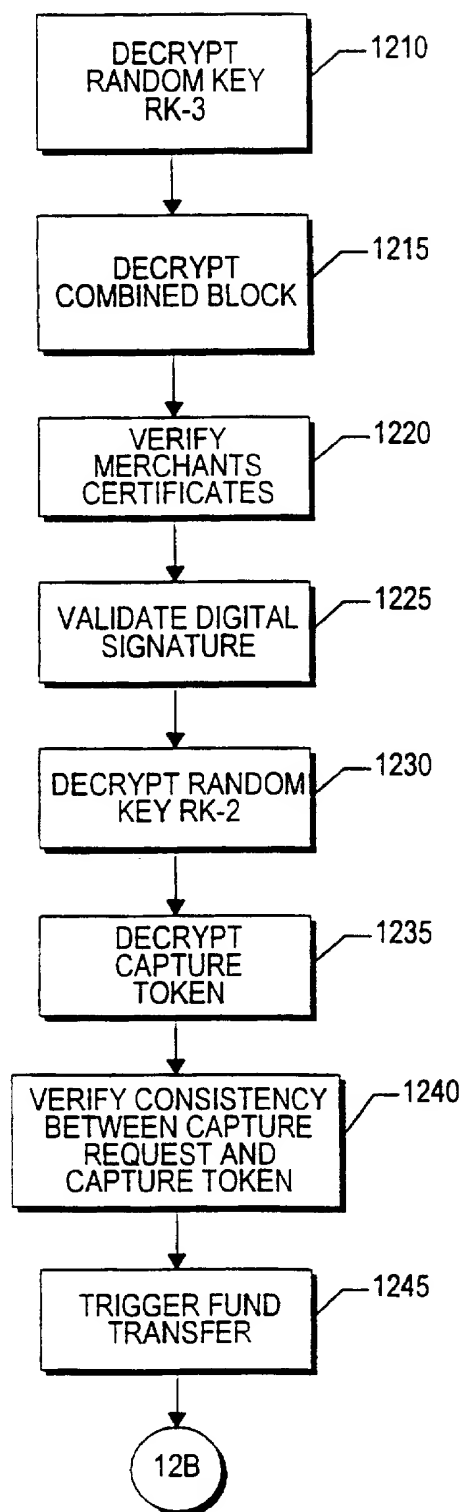 DECRYPT
RANDOM KEY
RK-3
1210
DECRYPT
COMBINED BLOCK
1215
VERIFY
MERCHANTS
CERTIFICATES
1220
VALIDATE DIGITAL
SIGNATURE
1225
DECRYPT RANDOM
KEY RK-2
1230
DECRYPT
CAPTURE
TOKEN
1235
VERIFY CONSISTENCY
BETWEEN CAPTURE
REQUEST AND
CAPTURE TOKEN
1240
TRIGGER FUND
TRANSFER
1245
12B